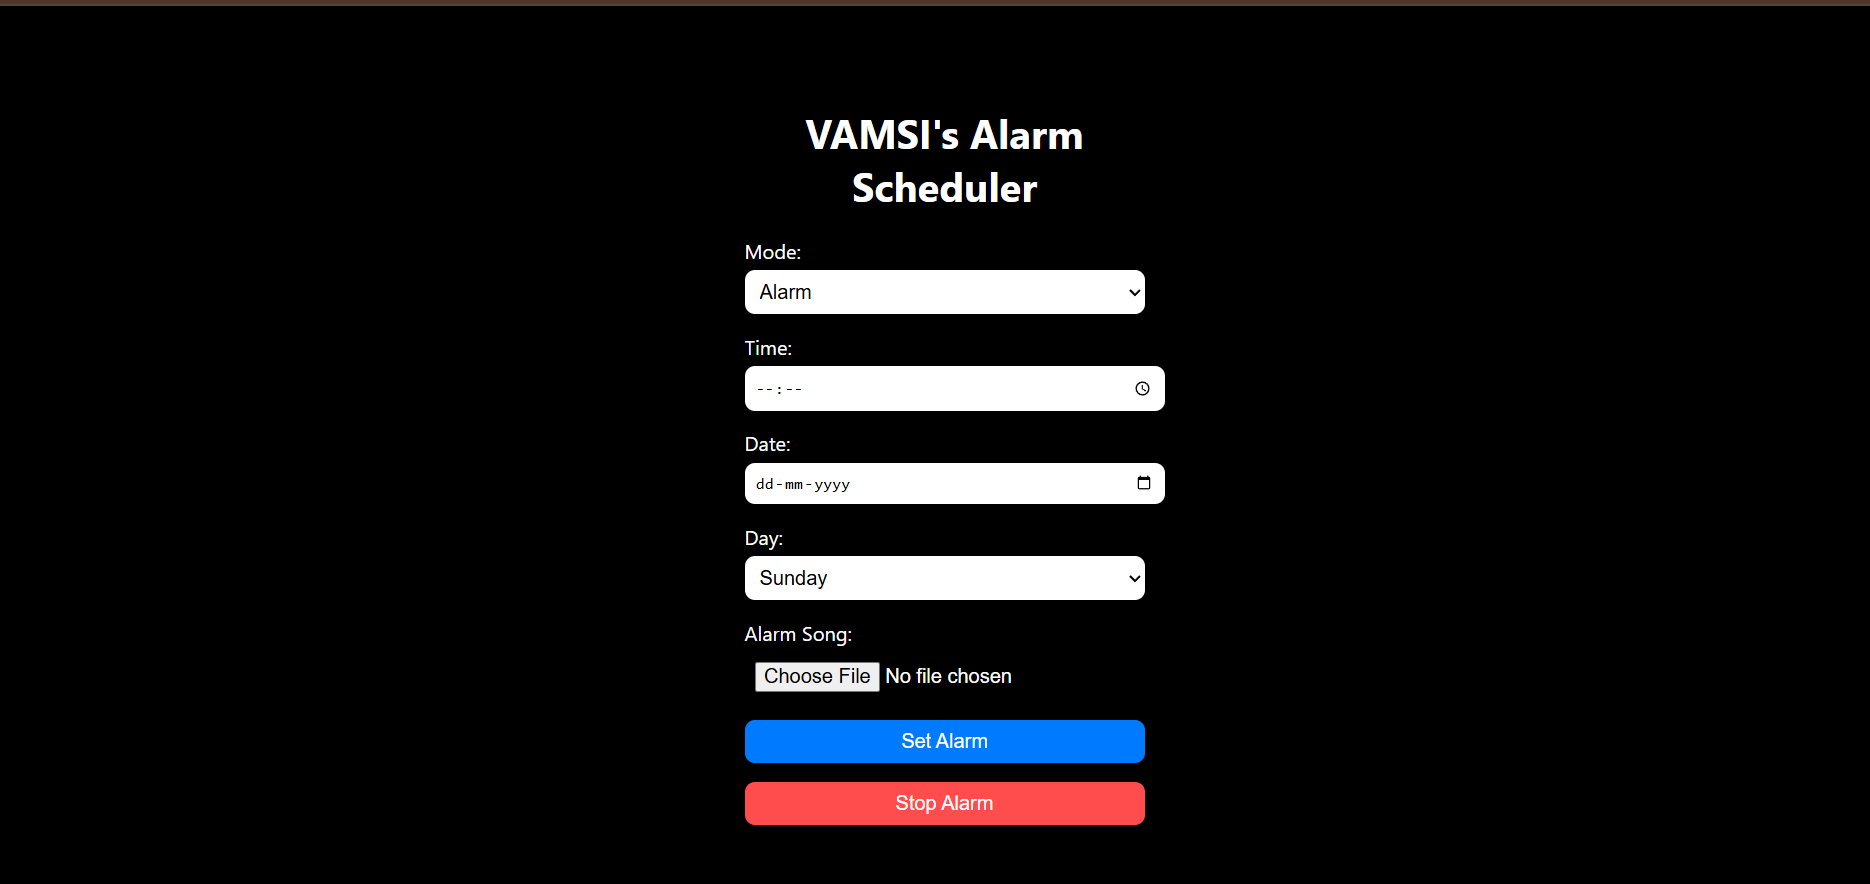 VAMSI's Alarm
Scheduler
Mode:
Alarm
Time:
--:--
Date:
dd-mm-yyyy
Day:
Sunday
Alarm Song:
Choose File No file chosen
Set Alarm
Stop Alarm